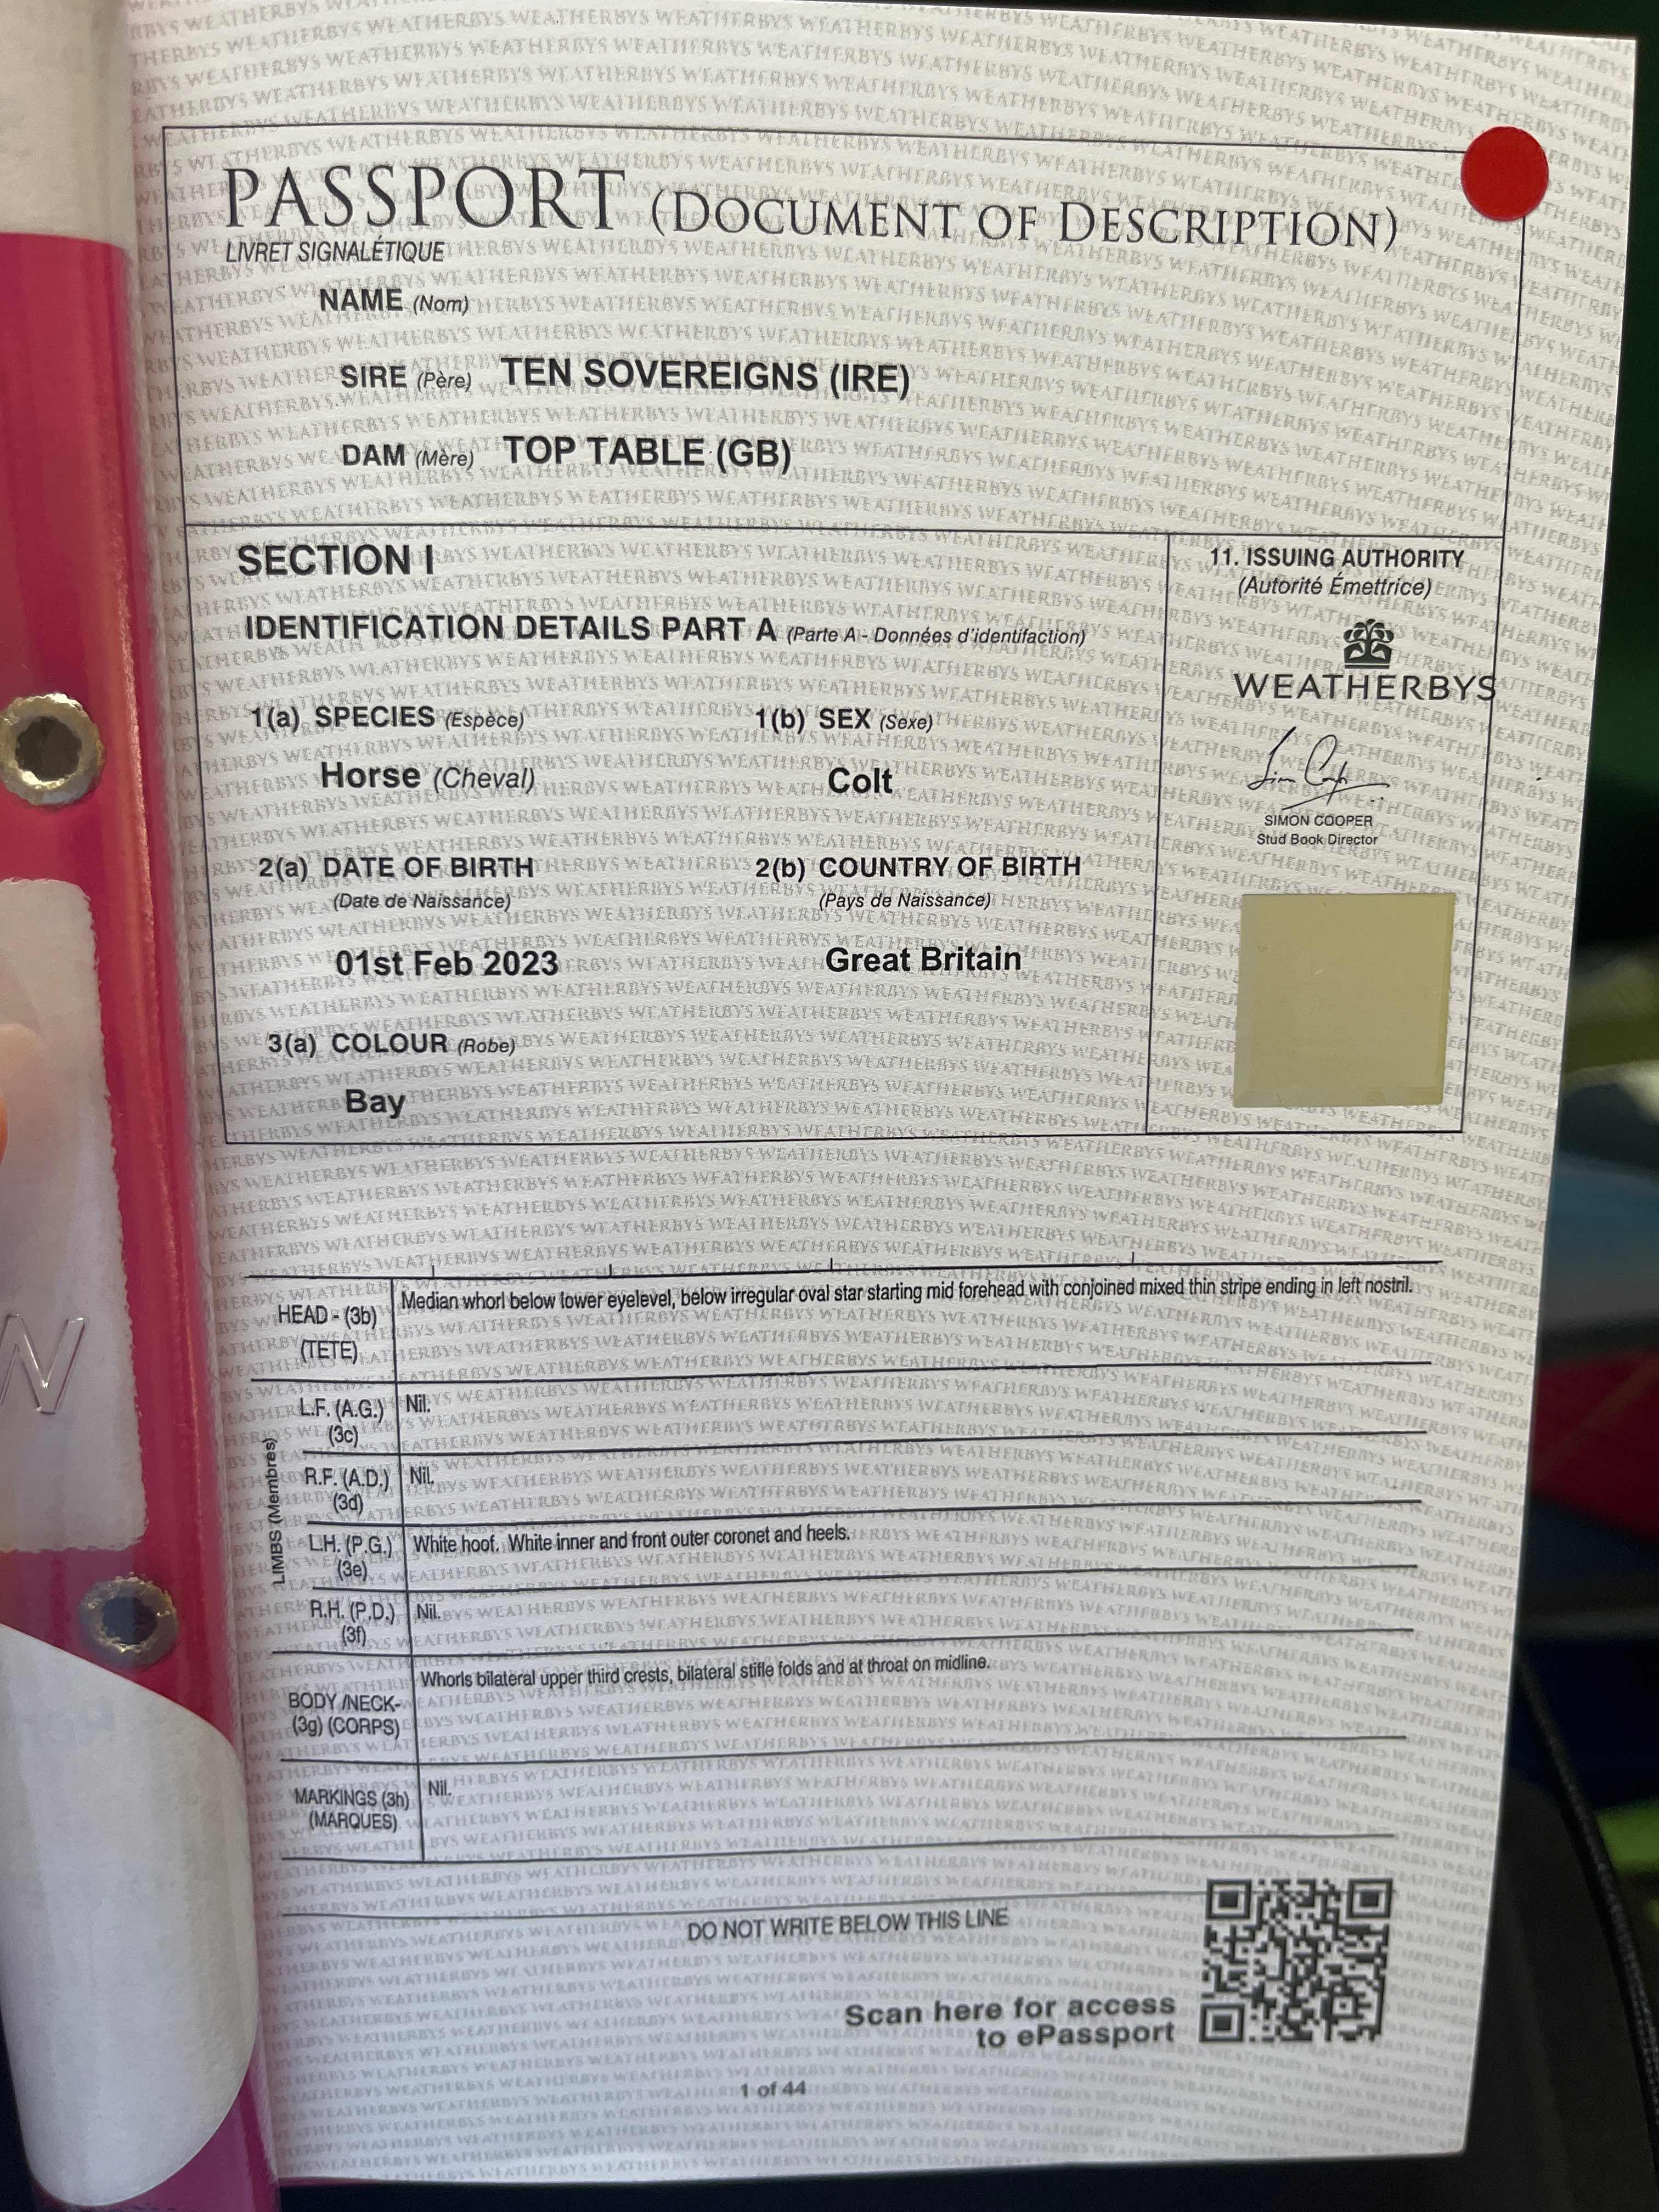 PASSPORT (DOCUMENT OF DESCRIPTION)
LIVRET SIGNALÉTIQUE
NAME (Nom)
SIRE (Père) TEN SOVEREIGNS (IRE)
DAM (Mère) TOP TABLE (GB)
SECTION I
IDENTIFICATION DETAILS PART A (Parte A - Données d'identifaction)
1(a) SPECIES (Espèce) 1(b) SEX (Sexe)
Horse (Cheval) Colt
2(a) DATE OF BIRTH 2(b) COUNTRY OF BIRTH
(Date de Naissance) (Pays de Naissance)
01st Feb 2023 Great Britain
3(a) COLOUR (Robe)
Bay
11. ISSUING AUTHORITY
(Autorité Émettrice)
WEATHERBYS
SIMON COOPER
Stud Book Director
HEAD - (3b) Median whorl below lower eyelevel, below irregular oval star starting mid forehead with conjoined mixed thin stripe ending in left nostril.
(TETE)
LIMBS (Membres)
L.F. (A.G.) Nil.
(3c)
R.F. (A.D.) Nil.
(3d)
L.H. (P.G.) White hoof. White inner and front outer coronet and heels.
(3e)
R.H. (P.D.) Nil.
(3f)
Whorls bilateral upper third crests, bilateral stifle folds and at throat on midline.
BODY /NECK-
(3g) (CORPS)
MARKINGS (3h) Nil.
(MARQUES)
DO NOT WRITE BELOW THIS LINE
Scan here for access
to ePassport
1 of 44
N